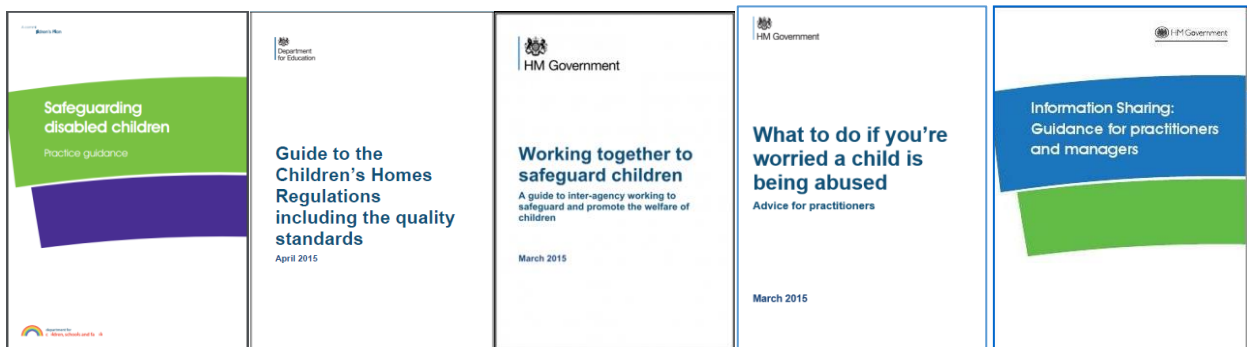 Safeguarding
disabled children
Practice guidance
department for
Department
for Education
Guide to the
Children's Homes
Regulations
including the quality
standards
April 2015
HM Government
Working together to
safeguard children
A guide to inter-agency working to
safeguard and promote the welfare of
children
March 2015
HM Government
What to do if you're
worried a child is
being abused
Advice for practitioners
March 2015
HM Government
Information Sharing:
Guidance for practitioners
and managers